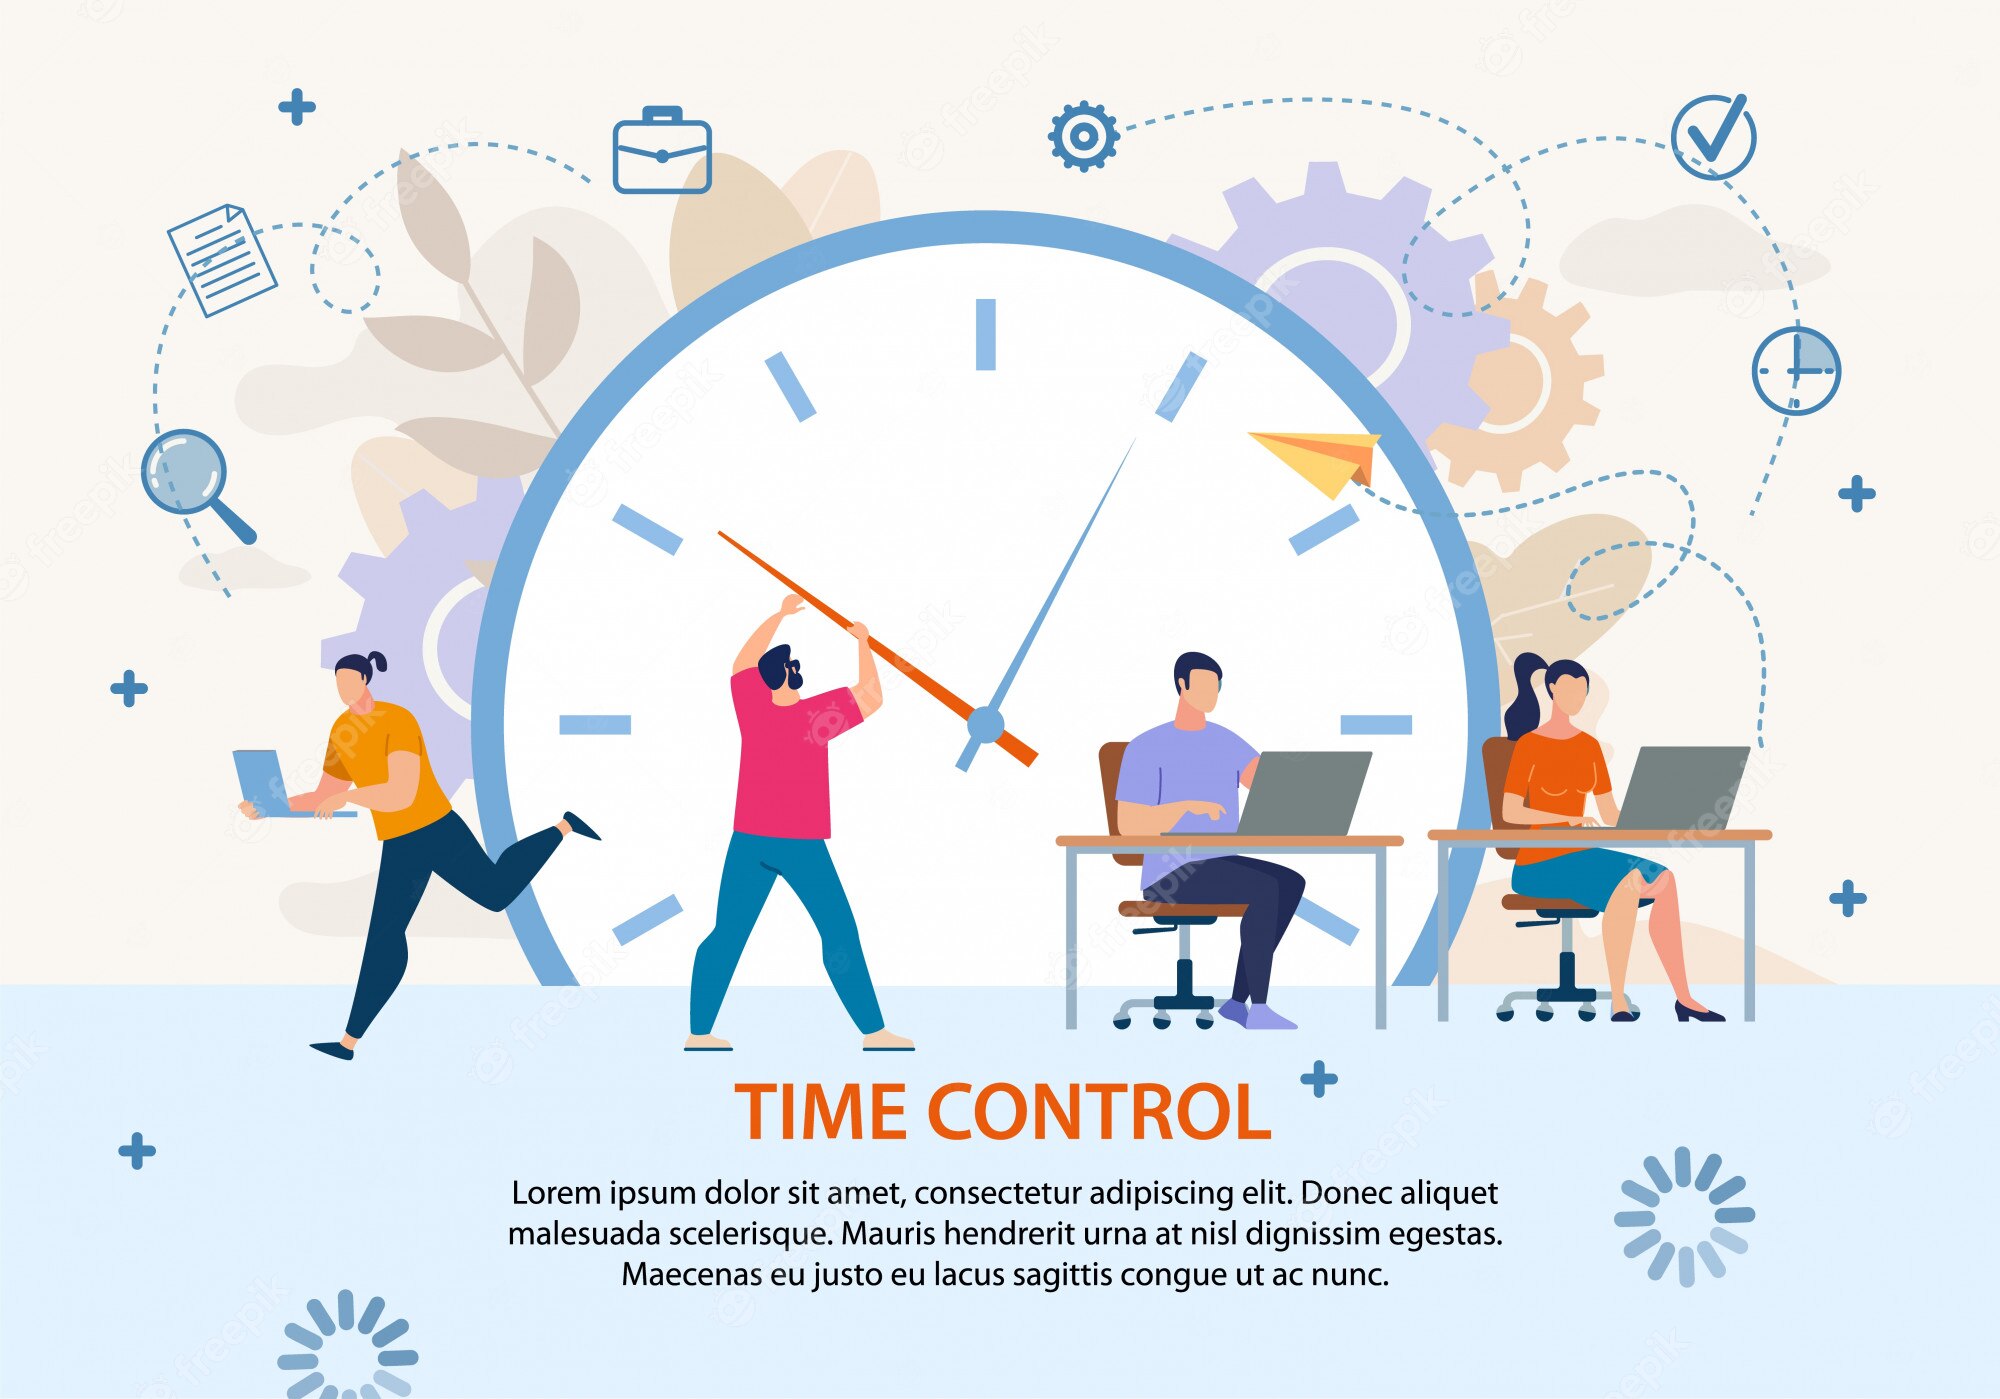 TIME CONTROL
Lorem ipsum dolor sit amet, consectetur adipiscing elit. Donec aliquet
malesuada scelerisque. Mauris hendrerit urna at nisl dignissim egestas.
Maecenas eu justo eu lacus sagittis congue ut ac nunc.